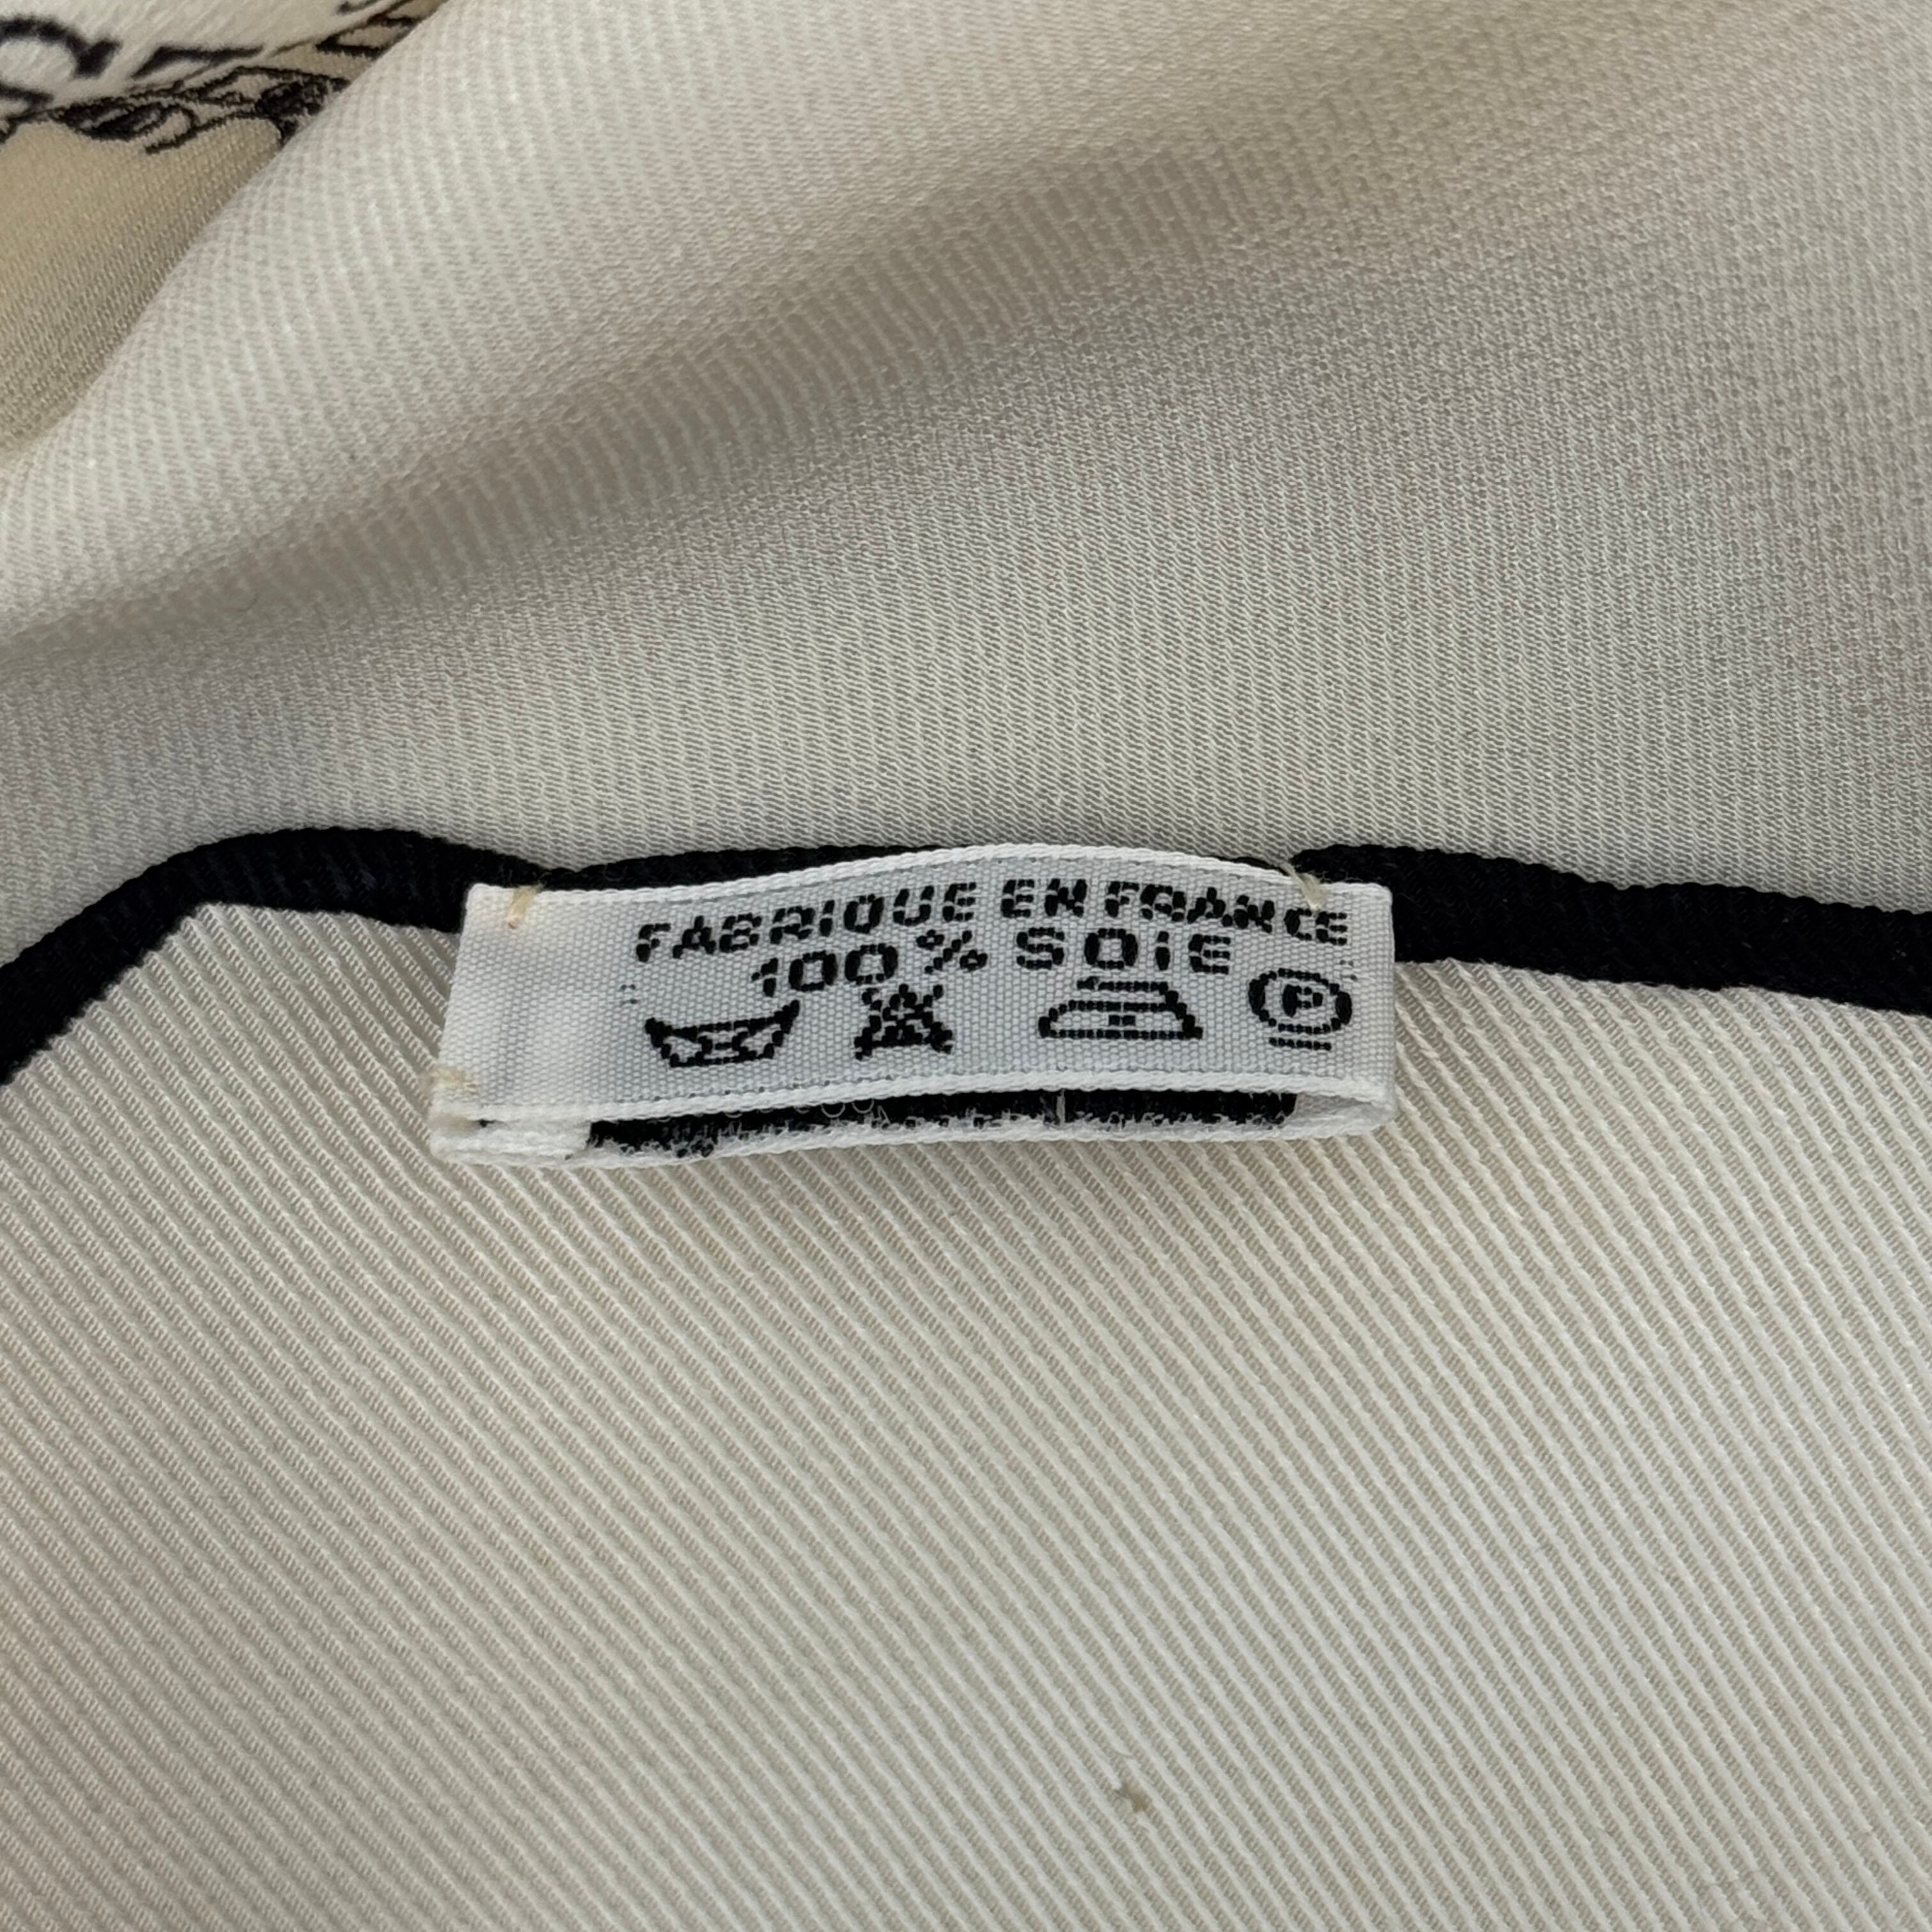 FABRIQUE EN FRANCE
100% SOIE
P